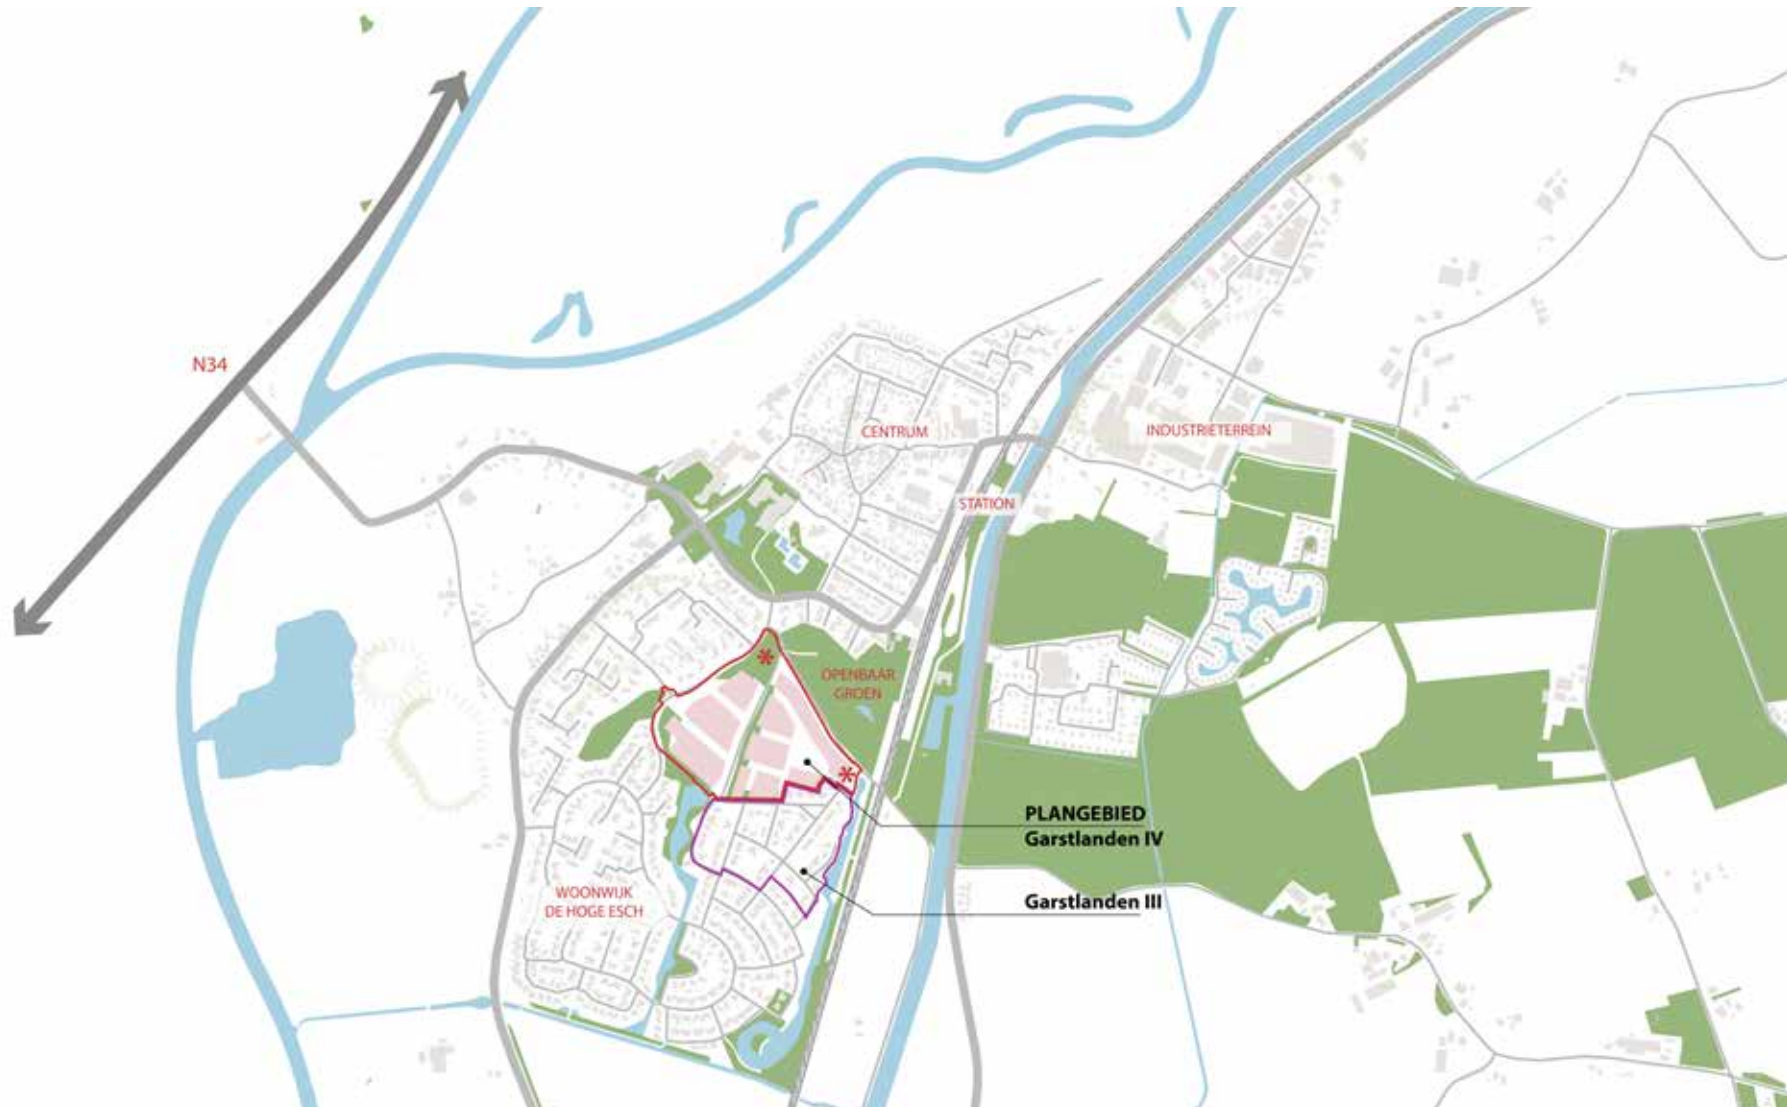 N34
CENTRUM
INDUSTRIETERREIN
STATION
OPENBAAR
GROEN
PLANGEBIED
Garstlanden IV
WOONWIJK
DE HOGE ESCH
Garstlanden III